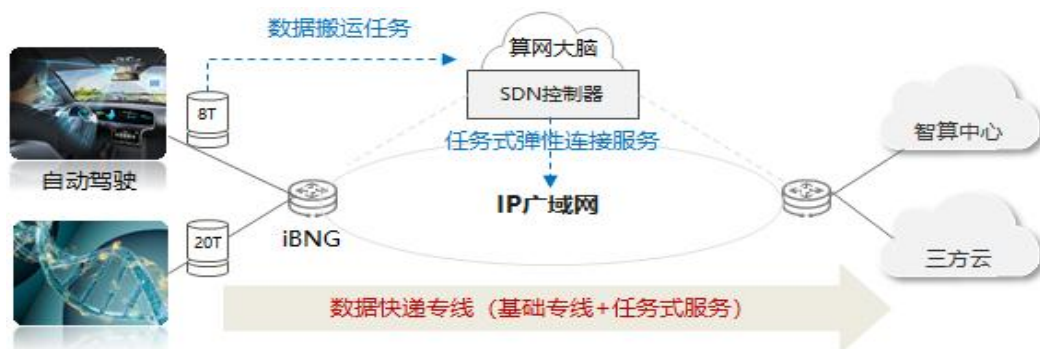 数据搬运任务
算网大脑
SDN控制器
8T
任务式弹性连接服务
智算中心
自动驾驶
IP广域网
20T
iBNG
三方云
数据快递专线（基础专线+任务式服务）